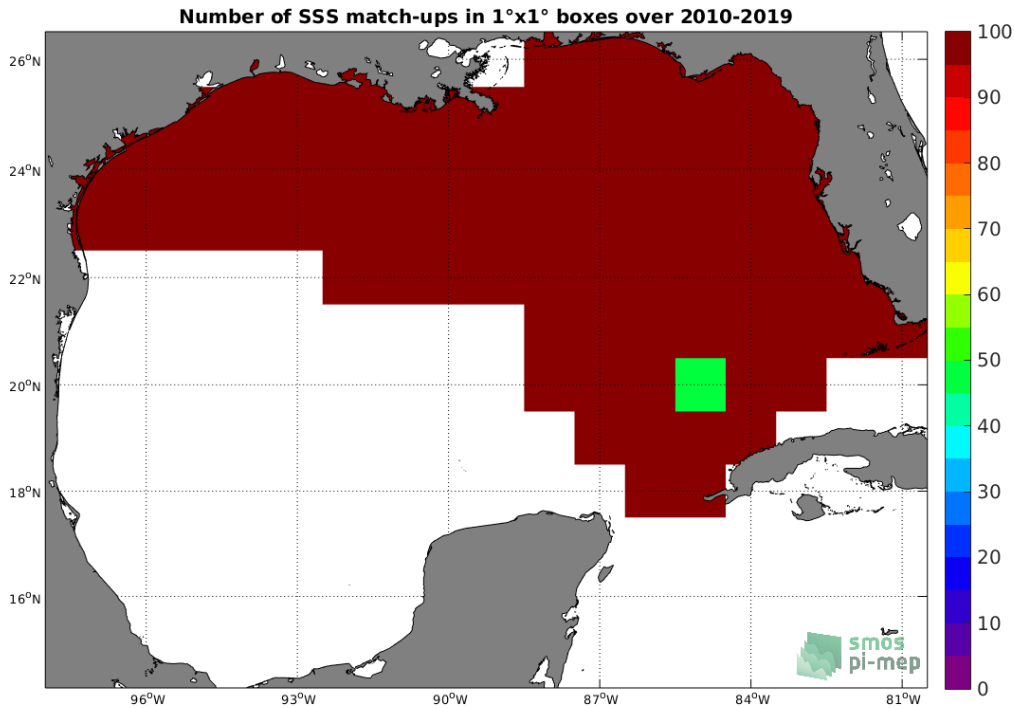 Number of SSS match-ups in 1°x1° boxes over 2010-2019
26°N
24°N
22°N
20°N
18°N
16°N
96°W
93°W
90°W
87°W
84°W
81°W
100
90
80
70
60
50
40
30
20
10
0
smos
pi-mep